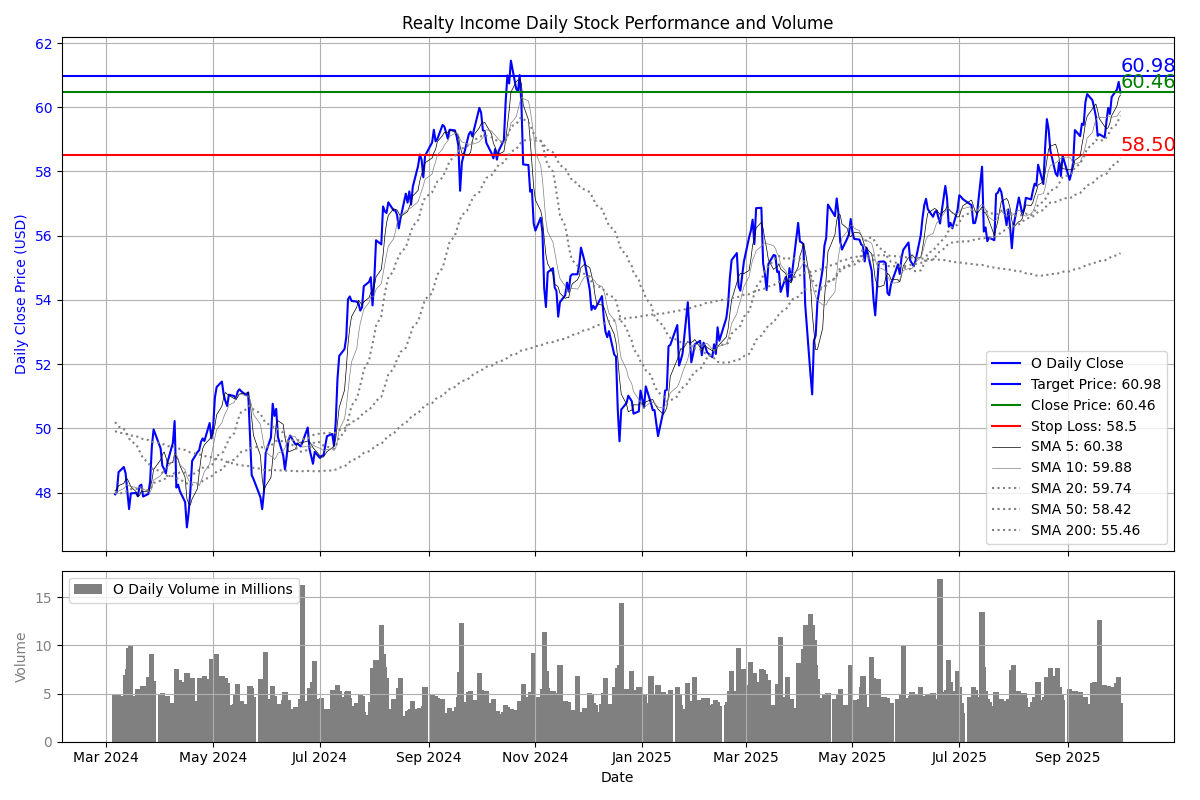 Realty Income Daily Stock Performance and Volume
Daily Close Price (USD)
62
60
58
56
54
52
50
48
60.98
60.46
58.50
O Daily Close
Target Price: 60.98
Close Price: 60.46
Stop Loss: 58.5
SMA 5: 60.38
SMA 10: 59.88
SMA 20: 59.74
SMA 50: 58.42
SMA 200: 55.46
Volume
15
10
5
0
O Daily Volume in Millions
Mar 2024 May 2024 Jul 2024 Sep 2024 Nov 2024 Jan 2025 Mar 2025 May 2025 Jul 2025 Sep 2025
Date